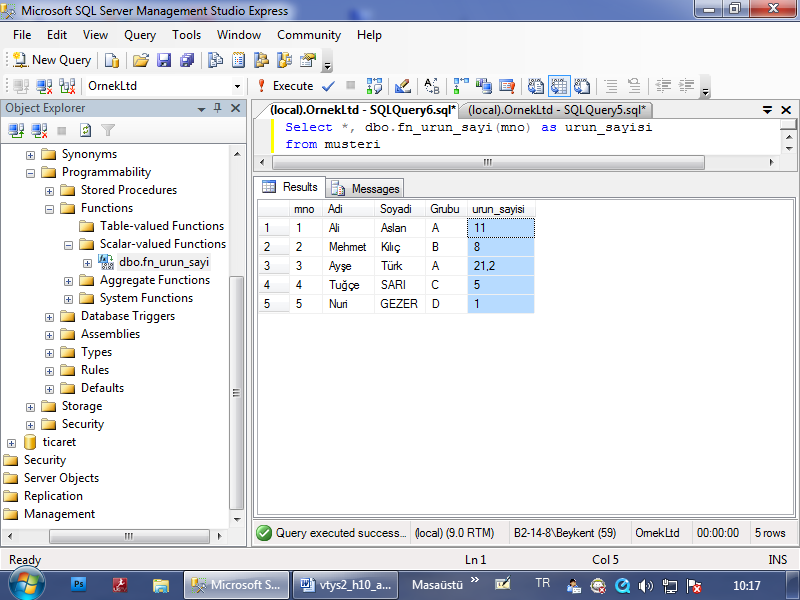 Microsoft SQL Server Management Studio Express
File Edit View Query Tools Window Community Help
New Query
OrnekLtd Execute
Object Explorer
(local).OrnekLtd - SQLQuery6.sql* (local).OrnekLtd - SQLQuery5.sql*
Select *, dbo.fn_urun_sayi(mno) as urun_sayisi
from musteri
Synonyms
Programmability
Stored Procedures
Functions
Table-valued Functions
Scalar-valued Functions
dbo.fn_urun_sayi
Aggregate Functions
System Functions
Database Triggers
Assemblies
Types
Rules
Defaults
Storage
Security
ticaret
Security
Server Objects
Replication
Management
Results Messages
mno Adi Soyadi Grubu urun_sayisi
1 1 Ali Aslan A 11
2 2 Mehmet Kılıç B 8
3 3 Ayşe Türk A 21,2
4 4 Tuğçe SARI C 5
5 5 Nuri GEZER D 1
Query executed success... (local) (9.0 RTM) B2-14-8\Beykent (59) OrnekLtd 00:00:00 5 rows
Ready Ln 1 Col 5 INS
Ps Microsoft S... vtys2_h10_a... Masaüstü » TR 10:17